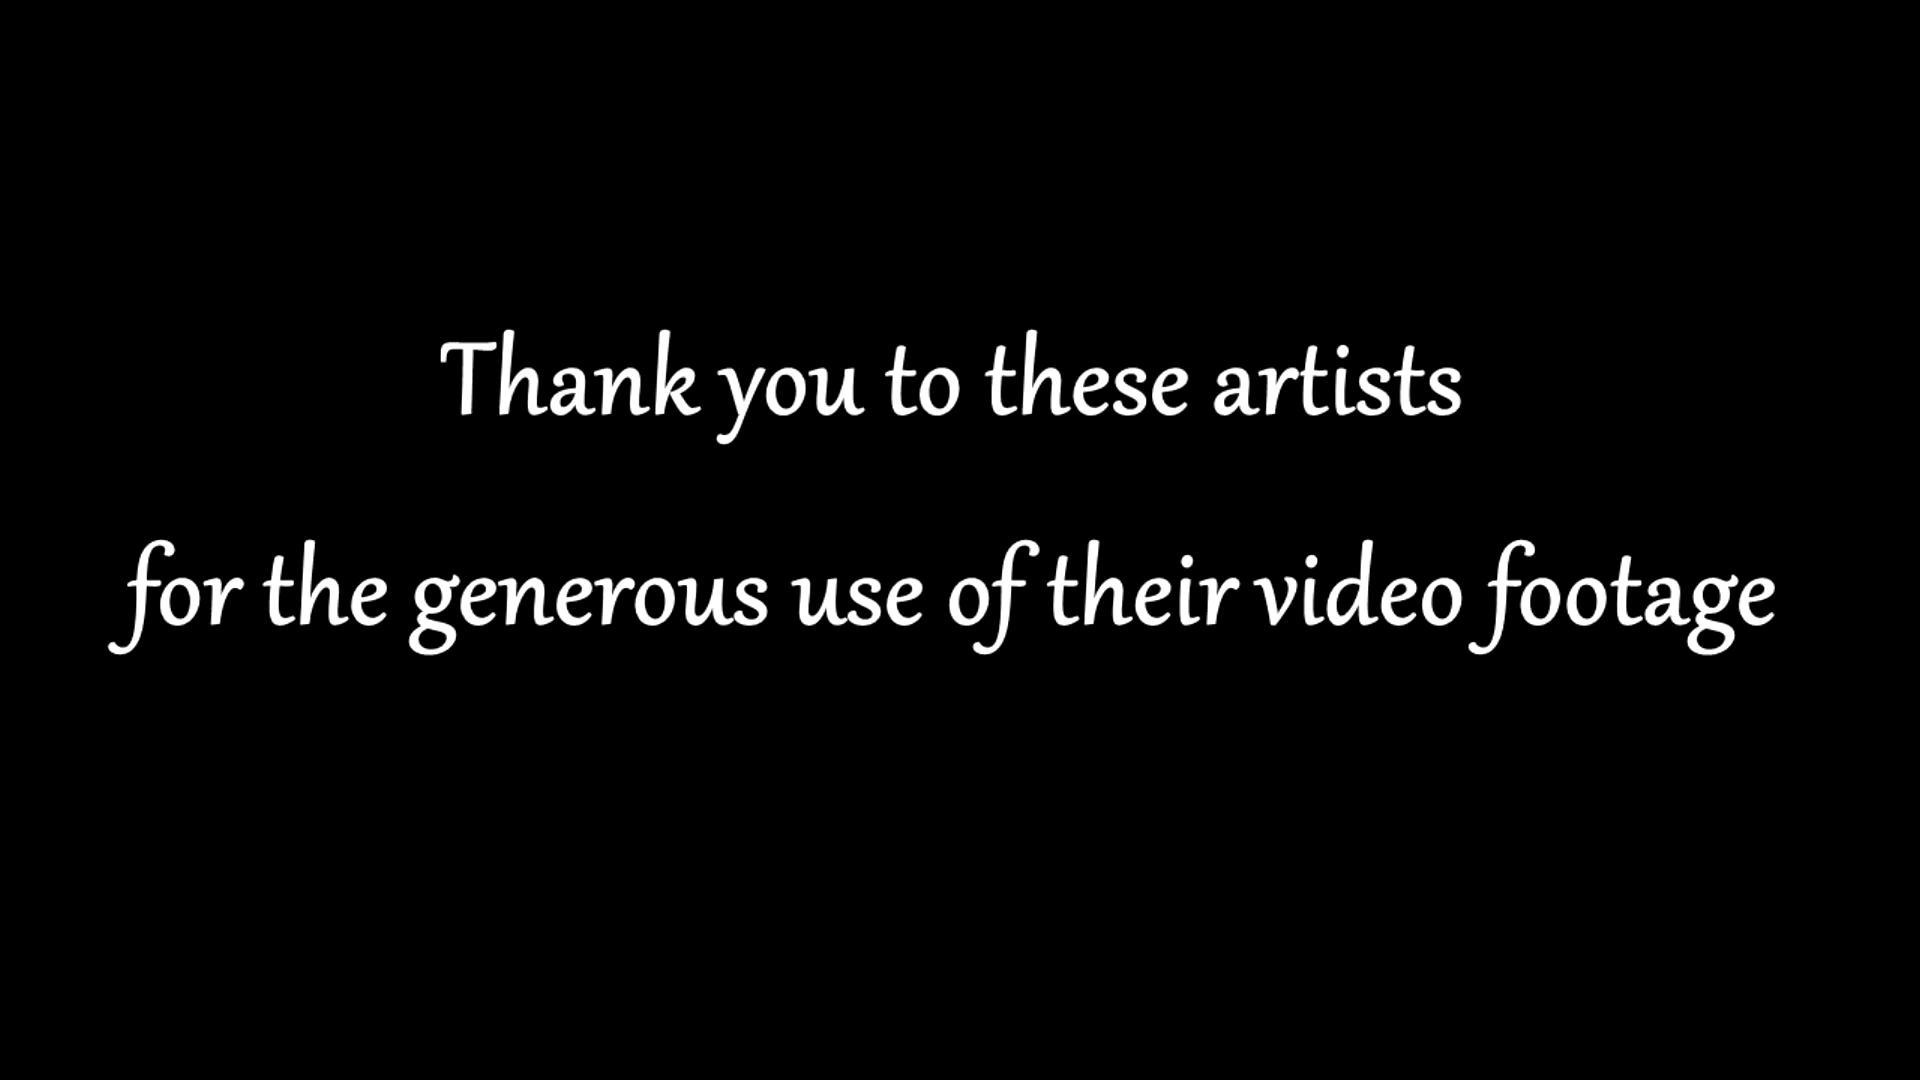 Thank you to these artists
for the generous use of their video footage